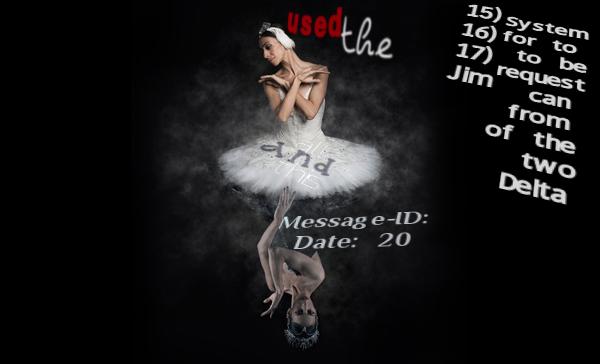 used
the
15) system
16) for to
17) to be
Jim request
can
from
of the
two
Delta
and
Message-ID:
Date: 20